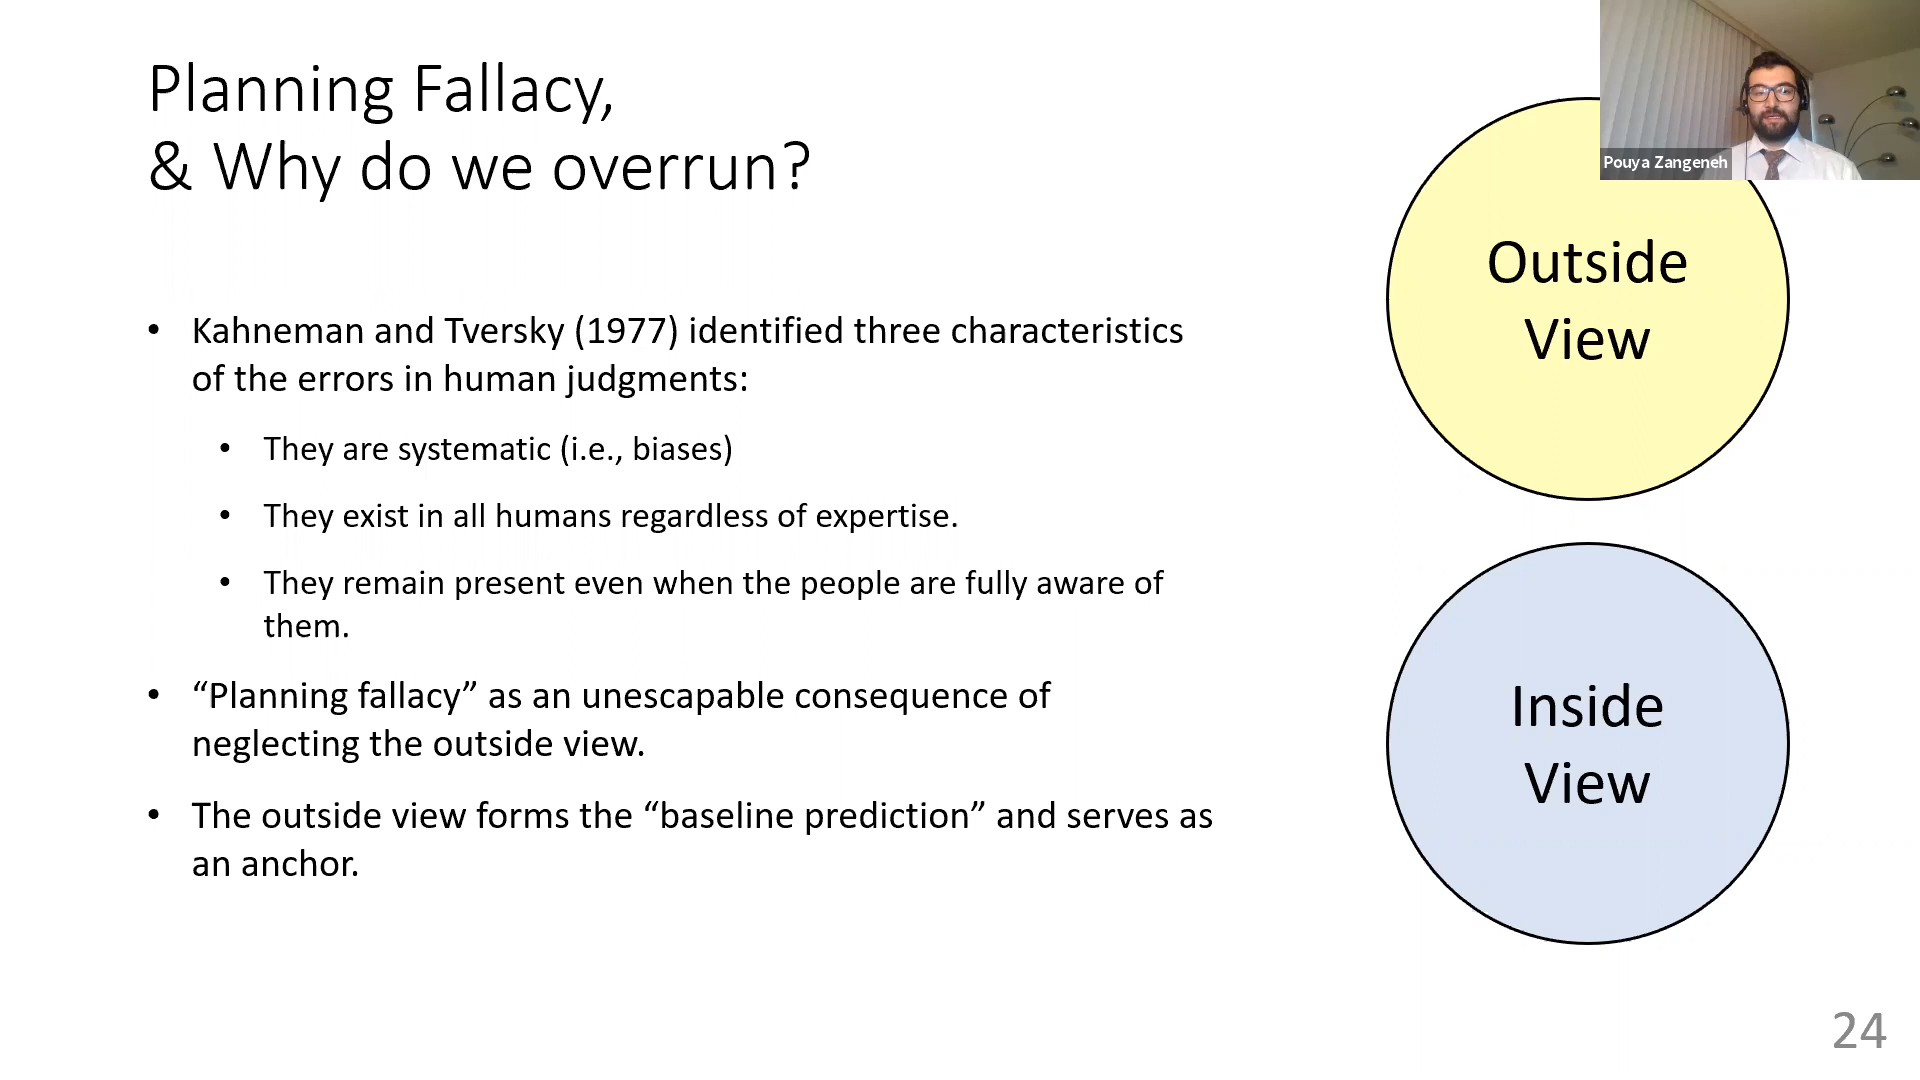 Planning Fallacy,
& Why do we overrun?
• Kahneman and Tversky (1977) identified three characteristics
of the errors in human judgments:
• They are systematic (i.e., biases)
• They exist in all humans regardless of expertise.
• They remain present even when the people are fully aware of
them.
• “Planning fallacy” as an unescapable consequence of
neglecting the outside view.
• The outside view forms the “baseline prediction” and serves as
an anchor.
Pouya Zangeneh
Outside
View
Inside
View
24